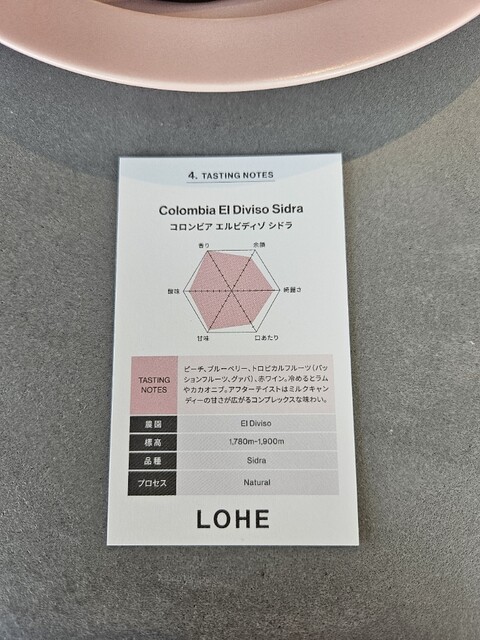 4. TASTING NOTES
Colombia El Diviso Sidra
コロンビア エルビディゾ シドラ
香り
余韻
酸味
綺麗さ
甘味
口あたり
TASTING
NOTES
ピーチ、ブルーベリー、トロピカルフルーツ(パッ
ションフルーツ、グァバ)、赤ワイン。冷めるとラム
やカカオニブ。アフターテイストはミルクキャン
ディーの甘さが広がるコンプレックスな味わい。
農園
El Diviso
標高
1,780m-1,900m
品種
Sidra
プロセス
Natural
LOHE